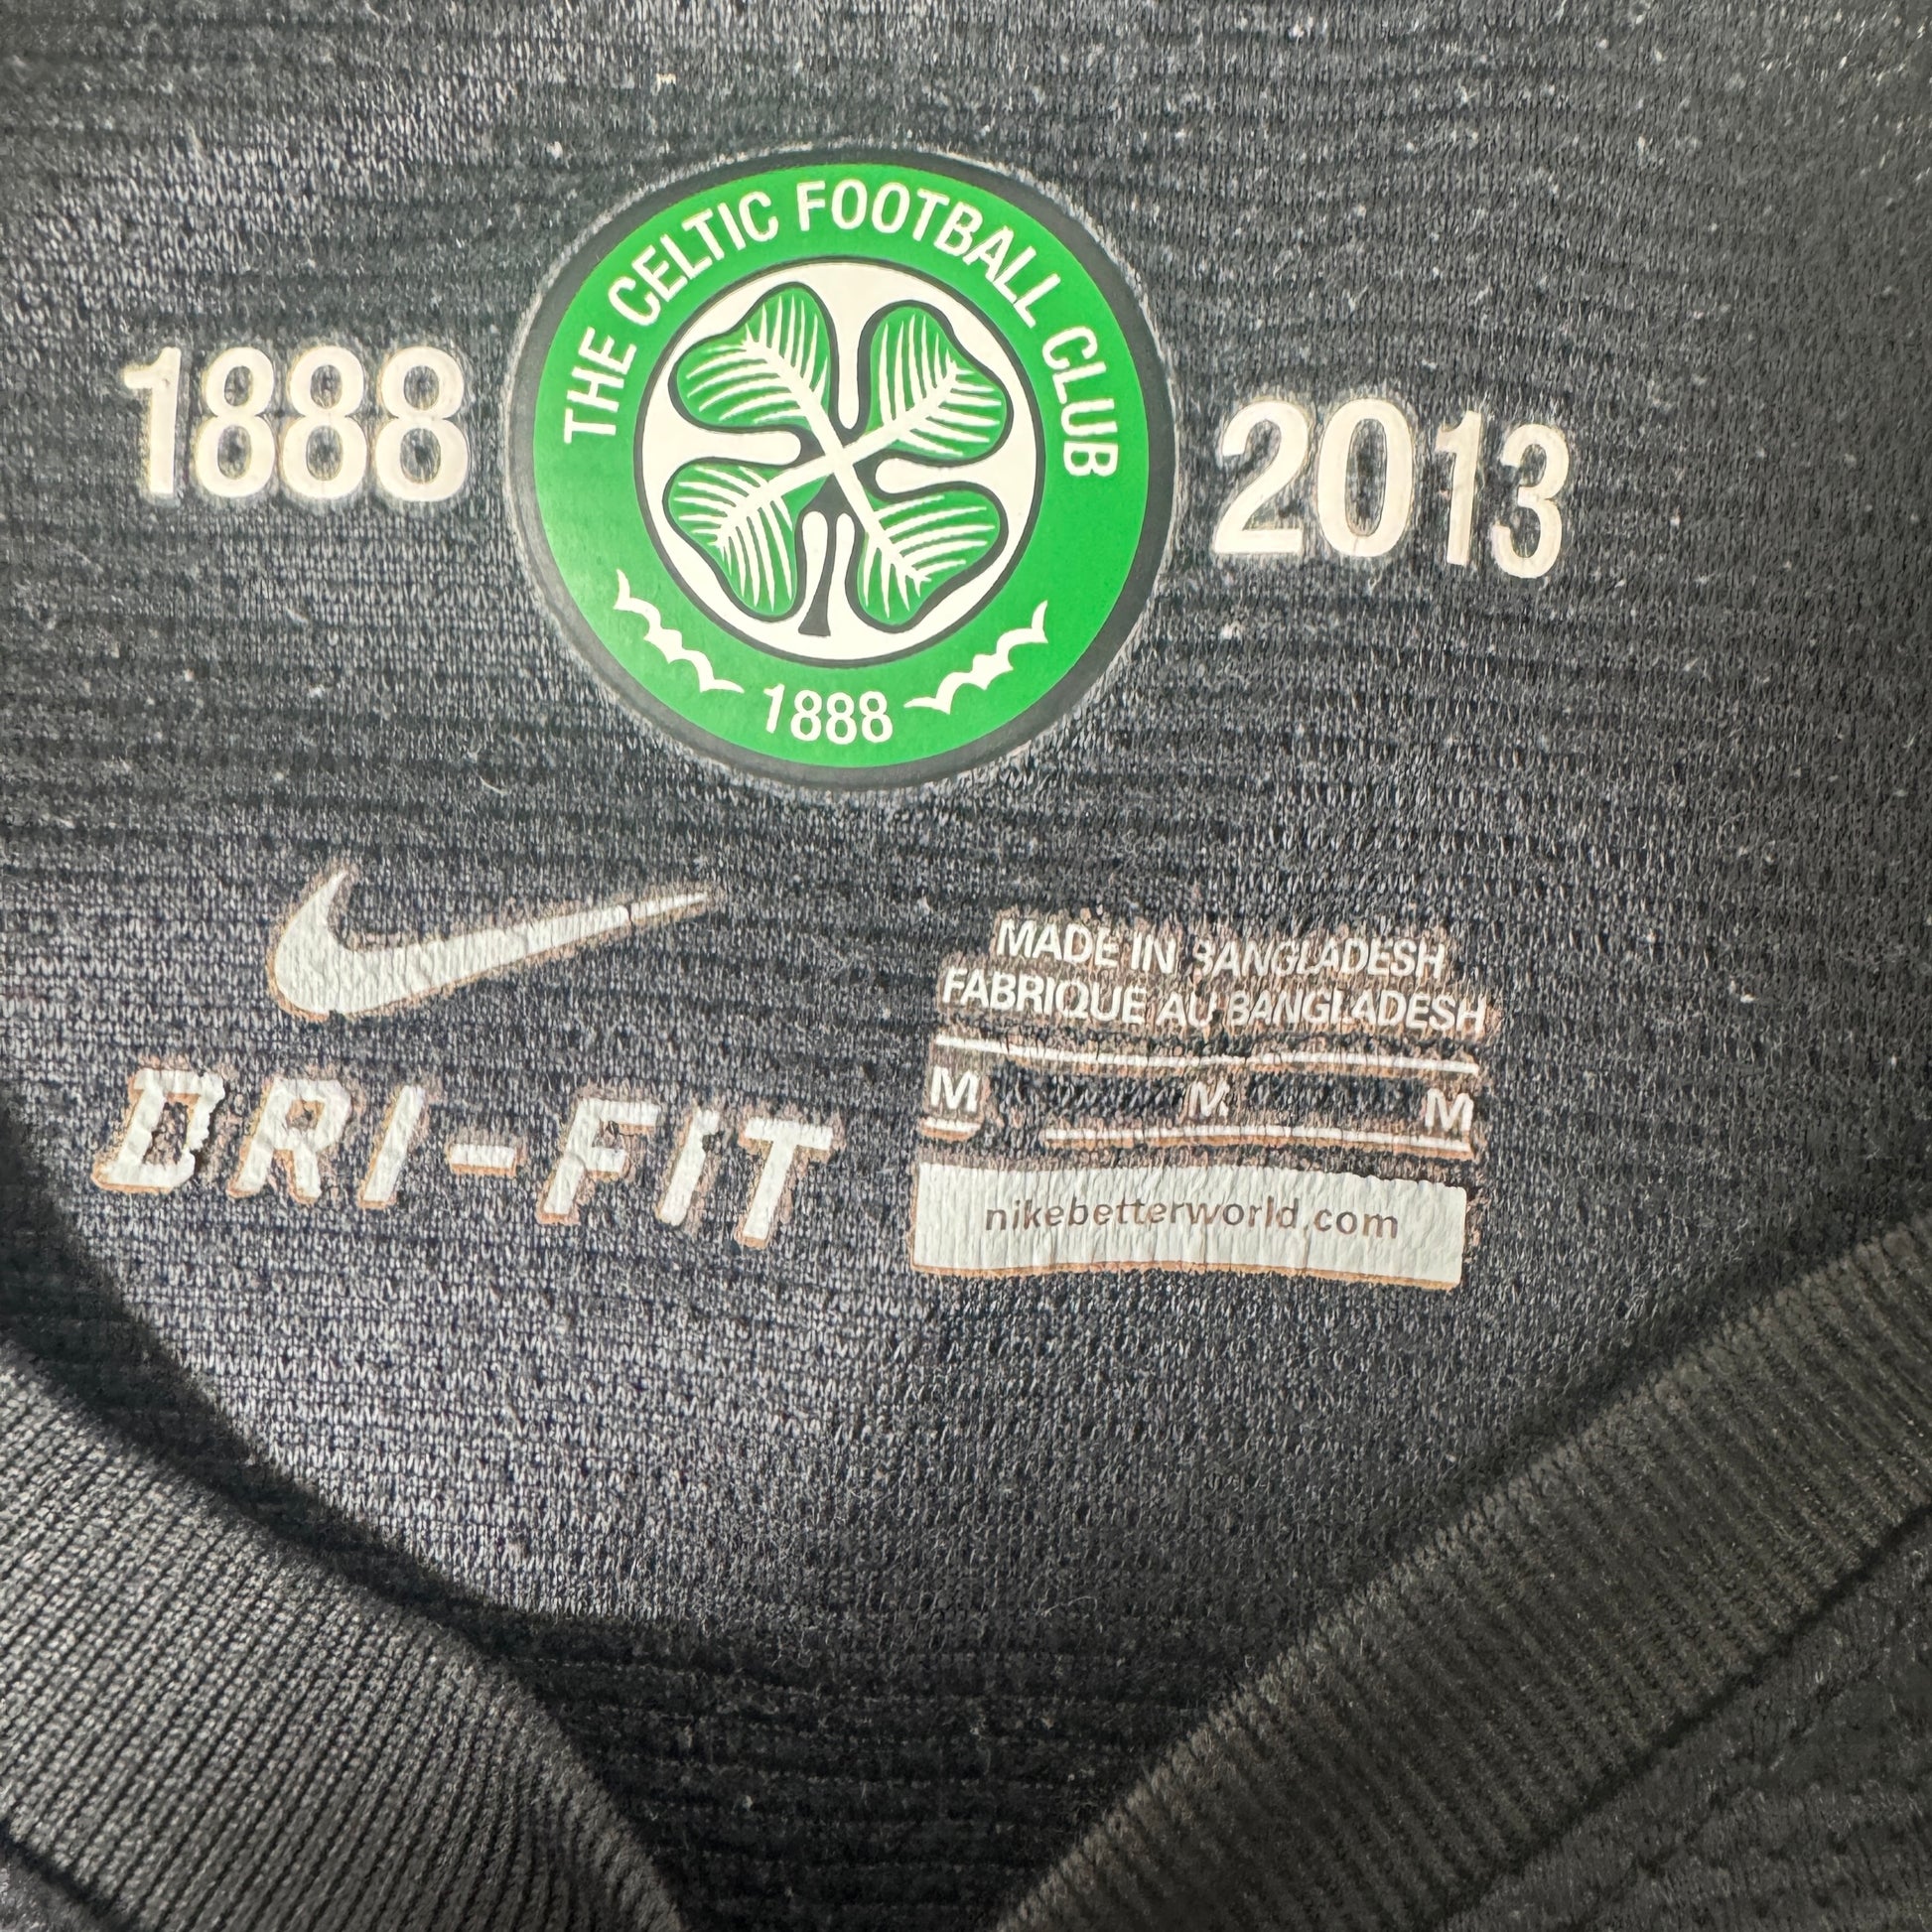 THE CELTIC FOOTBALL CLUB
1888 2013
1888
MADE IN BANGLADESH
FABRIQUE AU BANGLADESH
DRI-FIT
M M M
nikebetterworld.com